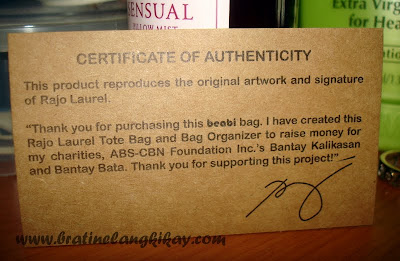 SENSUAL
PILLOW MIST
Extra Virg
for Hea
CERTIFICATE OF AUTHENTICITY
This product reproduces the original artwork and signature
of Rajo Laurel.
"Thank you for purchasing this beabi bag. I have created this
Rajo Laurel Tote Bag and Bag Organizer to raise money for
my charities, ABS-CBN Foundation Inc.'s Bantay Kalikasan
and Bantay Bata. Thank you for supporting this project!"
www.bratinelangkikay.com